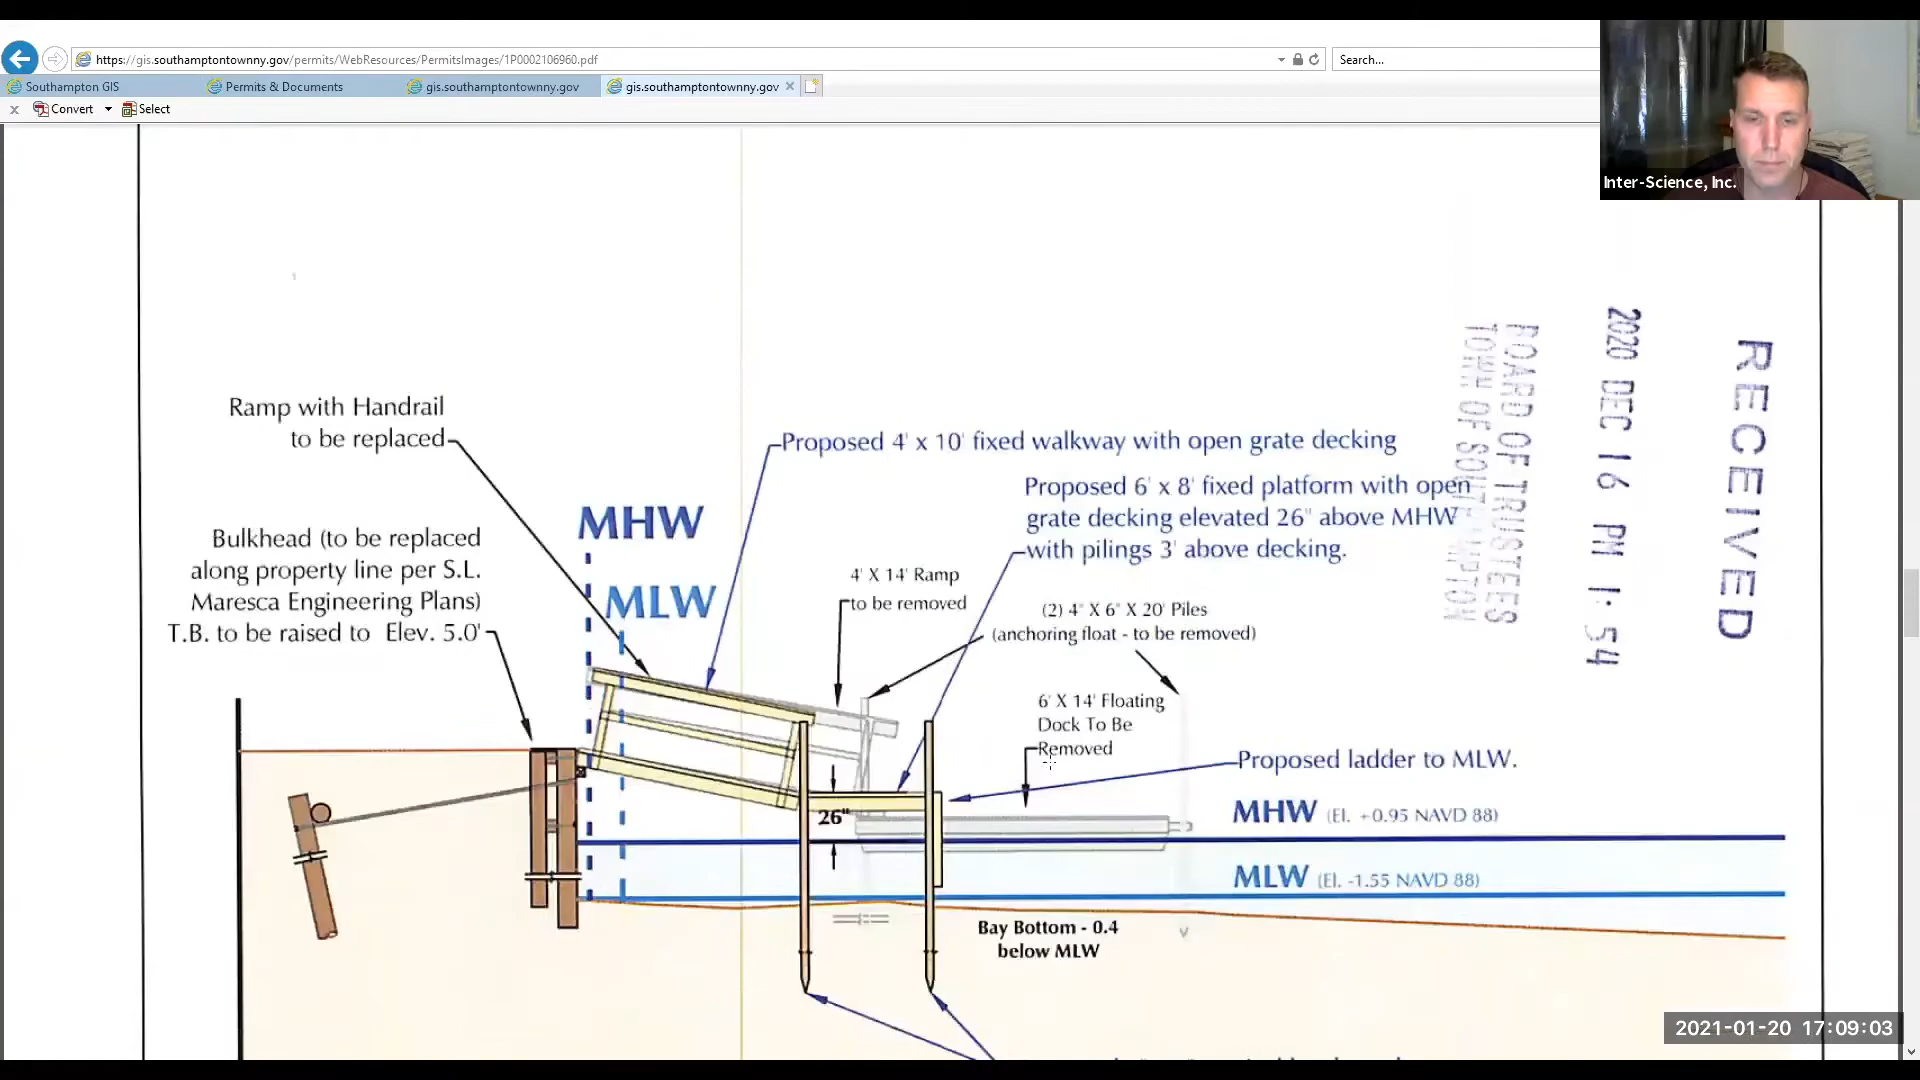 https://gis.southamptontownny.gov/permits/WebResources/PermitsImages/1P0002106960.pdf
Search...
Southampton GIS
Permits & Documents
gis.southamptontownny.gov
gis.southamptontownny.gov
x Convert
Select
Inter-Science, Inc.
RECEIVED
2020 DEC 16 PM 1:54
BOARD OF TRUSTEES
TOWN OF SOUTHAMPTON
Ramp with Handrail
to be replaced
Proposed 4' x 10' fixed walkway with open grate decking
Proposed 6' x 8' fixed platform with open
grate decking elevated 26" above MHW
with pilings 3' above decking.
MHW
Bulkhead (to be replaced
along property line per S.L.
Maresca Engineering Plans)
T.B. to be raised to Elev. 5.0'
MLW
4' X 14' Ramp
to be removed
(2) 4" X 6" X 20' Piles
(anchoring float - to be removed)
6' X 14' Floating
Dock To Be
Removed
Proposed ladder to MLW.
26"
MHW (El. +0.95 NAVD 88)
MLW (El. -1.55 NAVD 88)
Bay Bottom - 0.4
below MLW
2021-01-20 17:09:03